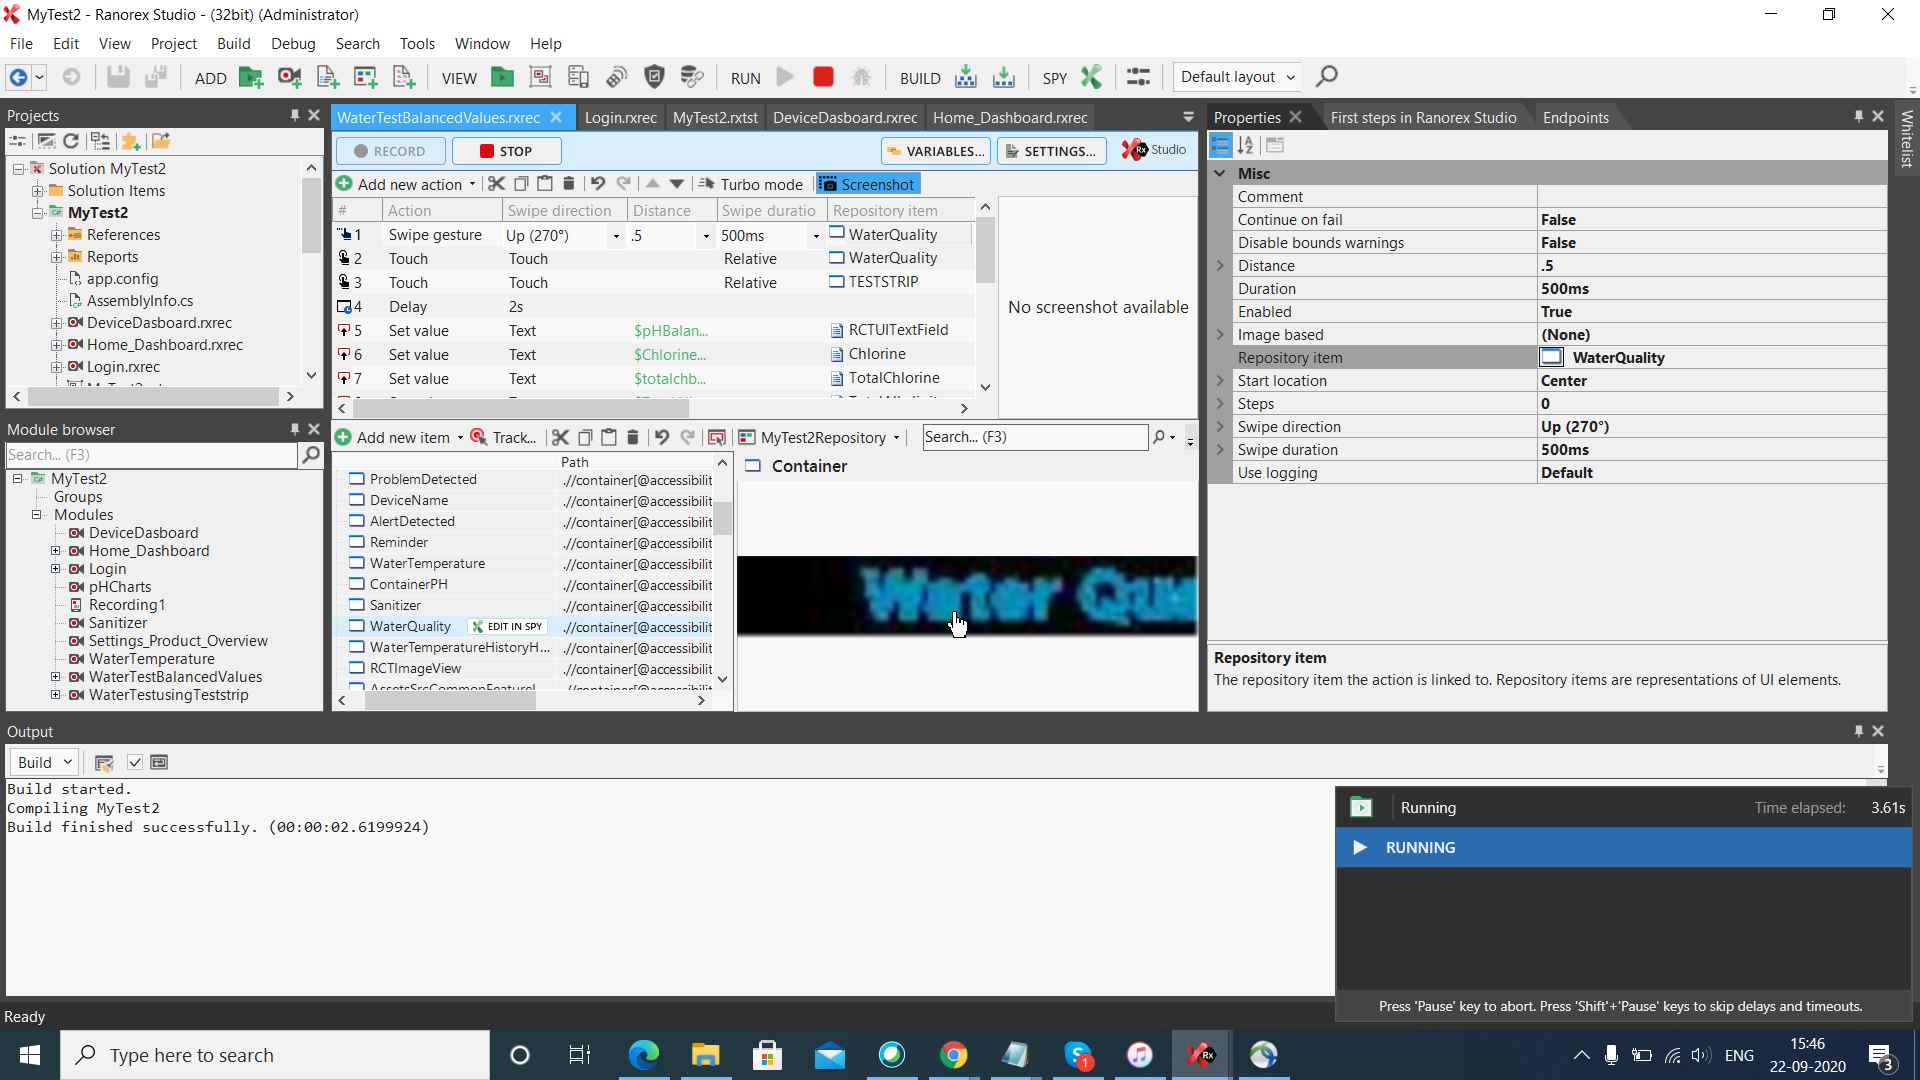 MyTest2 - Ranorex Studio - (32bit) (Administrator)
File Edit View Project Build Debug Search Tools Window Help
ADD VIEW RUN BUILD SPY Default layout
Projects
Solution MyTest2
Solution Items
MyTest2
References
Reports
app.config
AssemblyInfo.cs
DeviceDasboard.rxrec
Home_Dashboard.rxrec
Login.rxrec
Module browser
Search... (F3)
MyTest2
Groups
Modules
DeviceDasboard
Home_Dashboard
Login
pHCharts
Recording1
Sanitizer
Settings_Product_Overview
WaterTemperature
WaterTestBalancedValues
WaterTestusingTeststrip
WaterTestBalancedValues.rxrec Login.rxrec MyTest2.rxtst DeviceDasboard.rxrec Home_Dashboard.rxrec
RECORD STOP VARIABLES... SETTINGS... Studio
Add new action Turbo mode Screenshot
# Action Swipe direction Distance Swipe duratio Repository item
1 Swipe gesture Up (270°) .5 500ms WaterQuality
2 Touch Touch Relative WaterQuality
3 Touch Touch Relative TESTSTRIP
4 Delay 2s
5 Set value Text $pHBalan... RCTUITextField
6 Set value Text $Chlorine... Chlorine
7 Set value Text $totalchb... TotalChlorine
No screenshot available
Add new item Track... MyTest2Repository Search... (F3)
Path
ProblemDetected .//container[@accessibilit
DeviceName .//container[@accessibilit
AlertDetected .//container[@accessibilit
Reminder .//container[@accessibilit
WaterTemperature .//container[@accessibilit
ContainerPH .//container[@accessibilit
Sanitizer .//container[@accessibilit
WaterQuality EDIT IN SPY .//container[@accessibilit
WaterTemperatureHistoryH... .//container[@accessibilit
RCTImageView .//container[@accessibilit
Container
Water Qua
Properties First steps in Ranorex Studio Endpoints
Whitelist
Misc
Comment
Continue on fail False
Disable bounds warnings False
Distance .5
Duration 500ms
Enabled True
Image based (None)
Repository item WaterQuality
Start location Center
Steps 0
Swipe direction Up (270°)
Swipe duration 500ms
Use logging Default
Repository item
The repository item the action is linked to. Repository items are representations of UI elements.
Output
Build
Build started.
Compiling MyTest2
Build finished successfully. (00:00:02.6199924)
Running Time elapsed: 3.61s
RUNNING
Press 'Pause' key to abort. Press 'Shift'+'Pause' keys to skip delays and timeouts.
Ready
Type here to search
1
Rx
ENG
15:46
22-09-2020
3